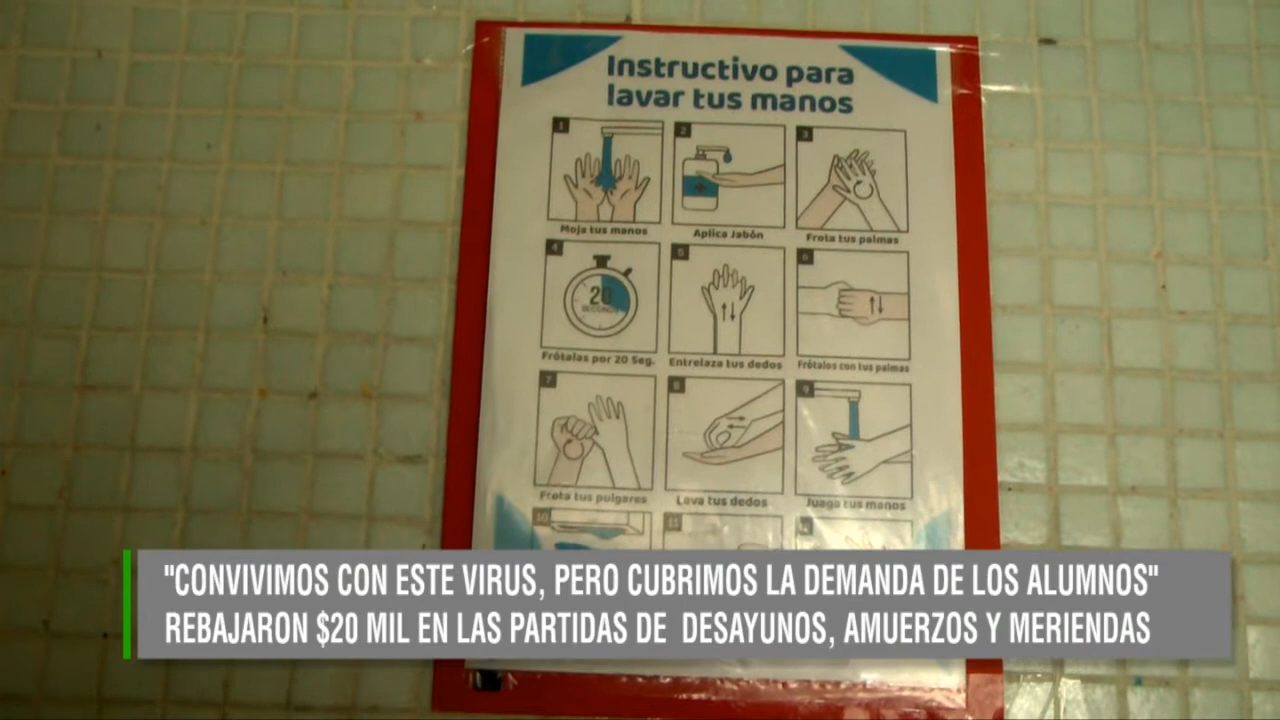 Instructivo para
lavar tus manos
1
2
3
Moja tus manos
Aplica Jabón
Frota tus palmas
4
5
6
20
SECONDS
Frótalas por 20 Seg.
Entrelaza tus dedos
Frótalos con tus palmas
7
8
9
Frota tus pulgares
Lava tus dedos
Juaga tus manos
10
11
"CONVIVIMOS CON ESTE VIRUS, PERO CUBRIMOS LA DEMANDA DE LOS ALUMNOS"
REBAJARON $20 MIL EN LAS PARTIDAS DE DESAYUNOS, AMUERZOS Y MERIENDAS